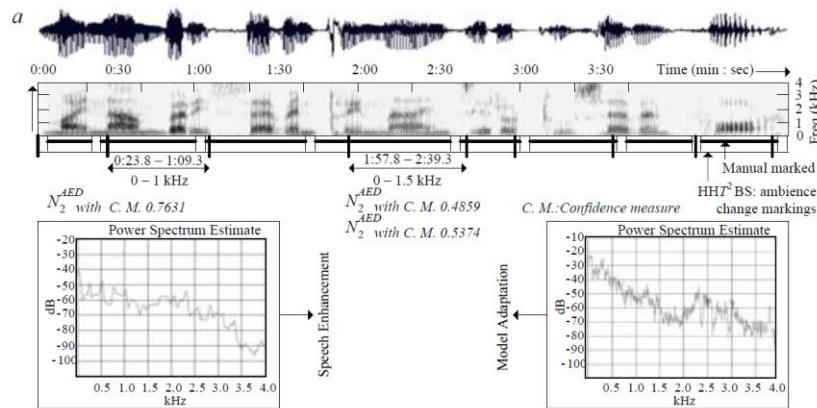 a
0:00 0:30 1:00 1:30 2:00 2:30 3:00 3:30 Time (min : sec)
4
3
2
1
0
Freq (kHz)
0:23.8 – 1:09.3
0 – 1 kHz
1:57.8 – 2:39.3
0 – 1.5 kHz
Manual marked
HHT² BS: ambience
change markings
N₂ᴬᴱᴰ with C. M. 0.7631
N₂ᴬᴱᴰ with C. M. 0.4859
N₂ᴬᴱᴰ with C. M. 0.5374
C. M.:Confidence measure
Power Spectrum Estimate
-20
-30
-40
-50
-60
-70
-80
-90
-100
dB
0.5 1.0 1.5 2.0 2.5 3.0 3.5 4.0
kHz
Speech Enhancement
Model Adaptation
Power Spectrum Estimate
-10
-20
-30
-40
-50
-60
-70
-80
-90
-100
dB
0.5 1.0 1.5 2.0 2.5 3.0 3.5 4.0
kHz